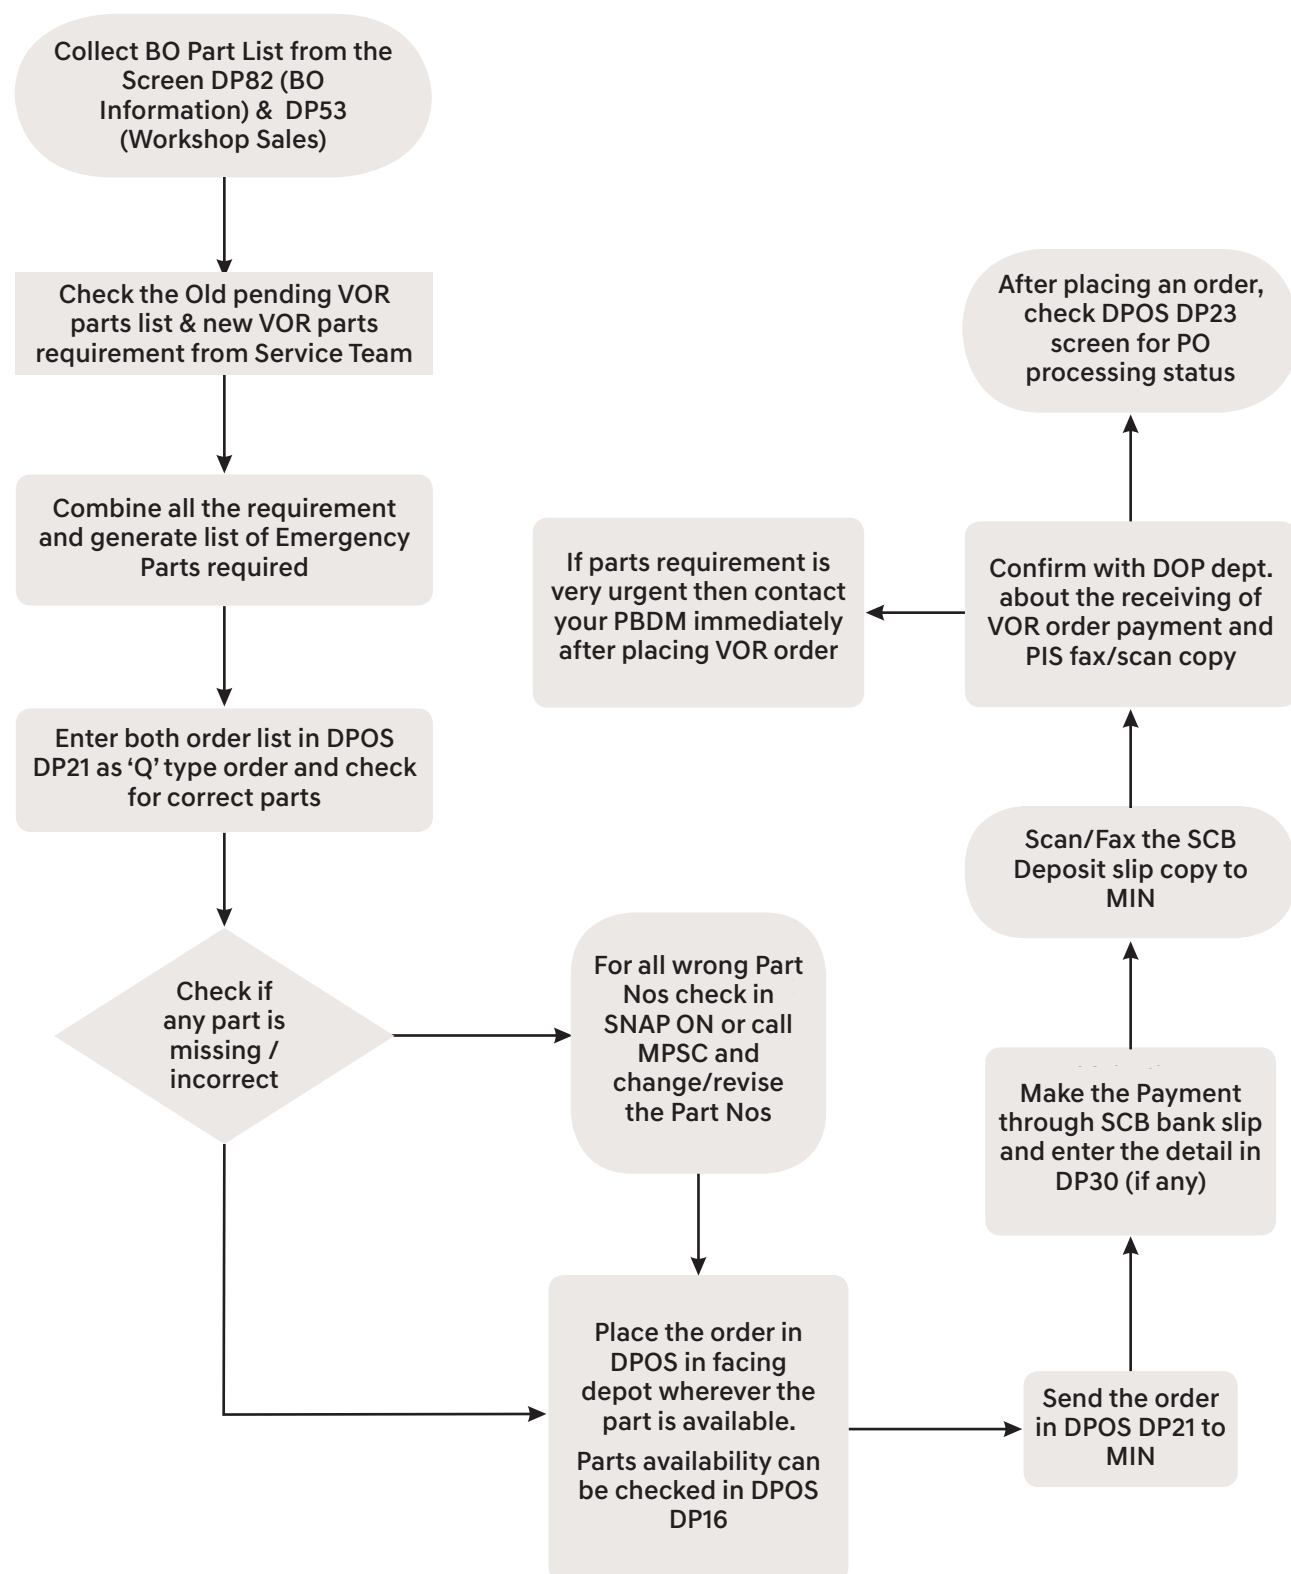 Collect BO Part List from the
Screen DP82 (BO
Information) & DP53
(Workshop Sales)
Check the Old pending VOR
parts list & new VOR parts
requirement from Service Team
Combine all the requirement
and generate list of Emergency
Parts required
Enter both order list in DPOS
DP21 as ‘Q’ type order and check
for correct parts
Check if
any part is
missing /
incorrect
For all wrong Part
Nos check in
SNAP ON or call
MPSC and
change/revise
the Part Nos
Place the order in
DPOS in facing
depot wherever the
part is available.
Parts availability can
be checked in DPOS
DP16
Send the order
in DPOS DP21 to
MIN
Make the Payment
through SCB bank slip
and enter the detail in
DP30 (if any)
Scan/Fax the SCB
Deposit slip copy to
MIN
Confirm with DOP dept.
about the receiving of
VOR order payment and
PIS fax/scan copy
If parts requirement is
very urgent then contact
your PBDM immediately
after placing VOR order
After placing an order,
check DPOS DP23
screen for PO
processing status